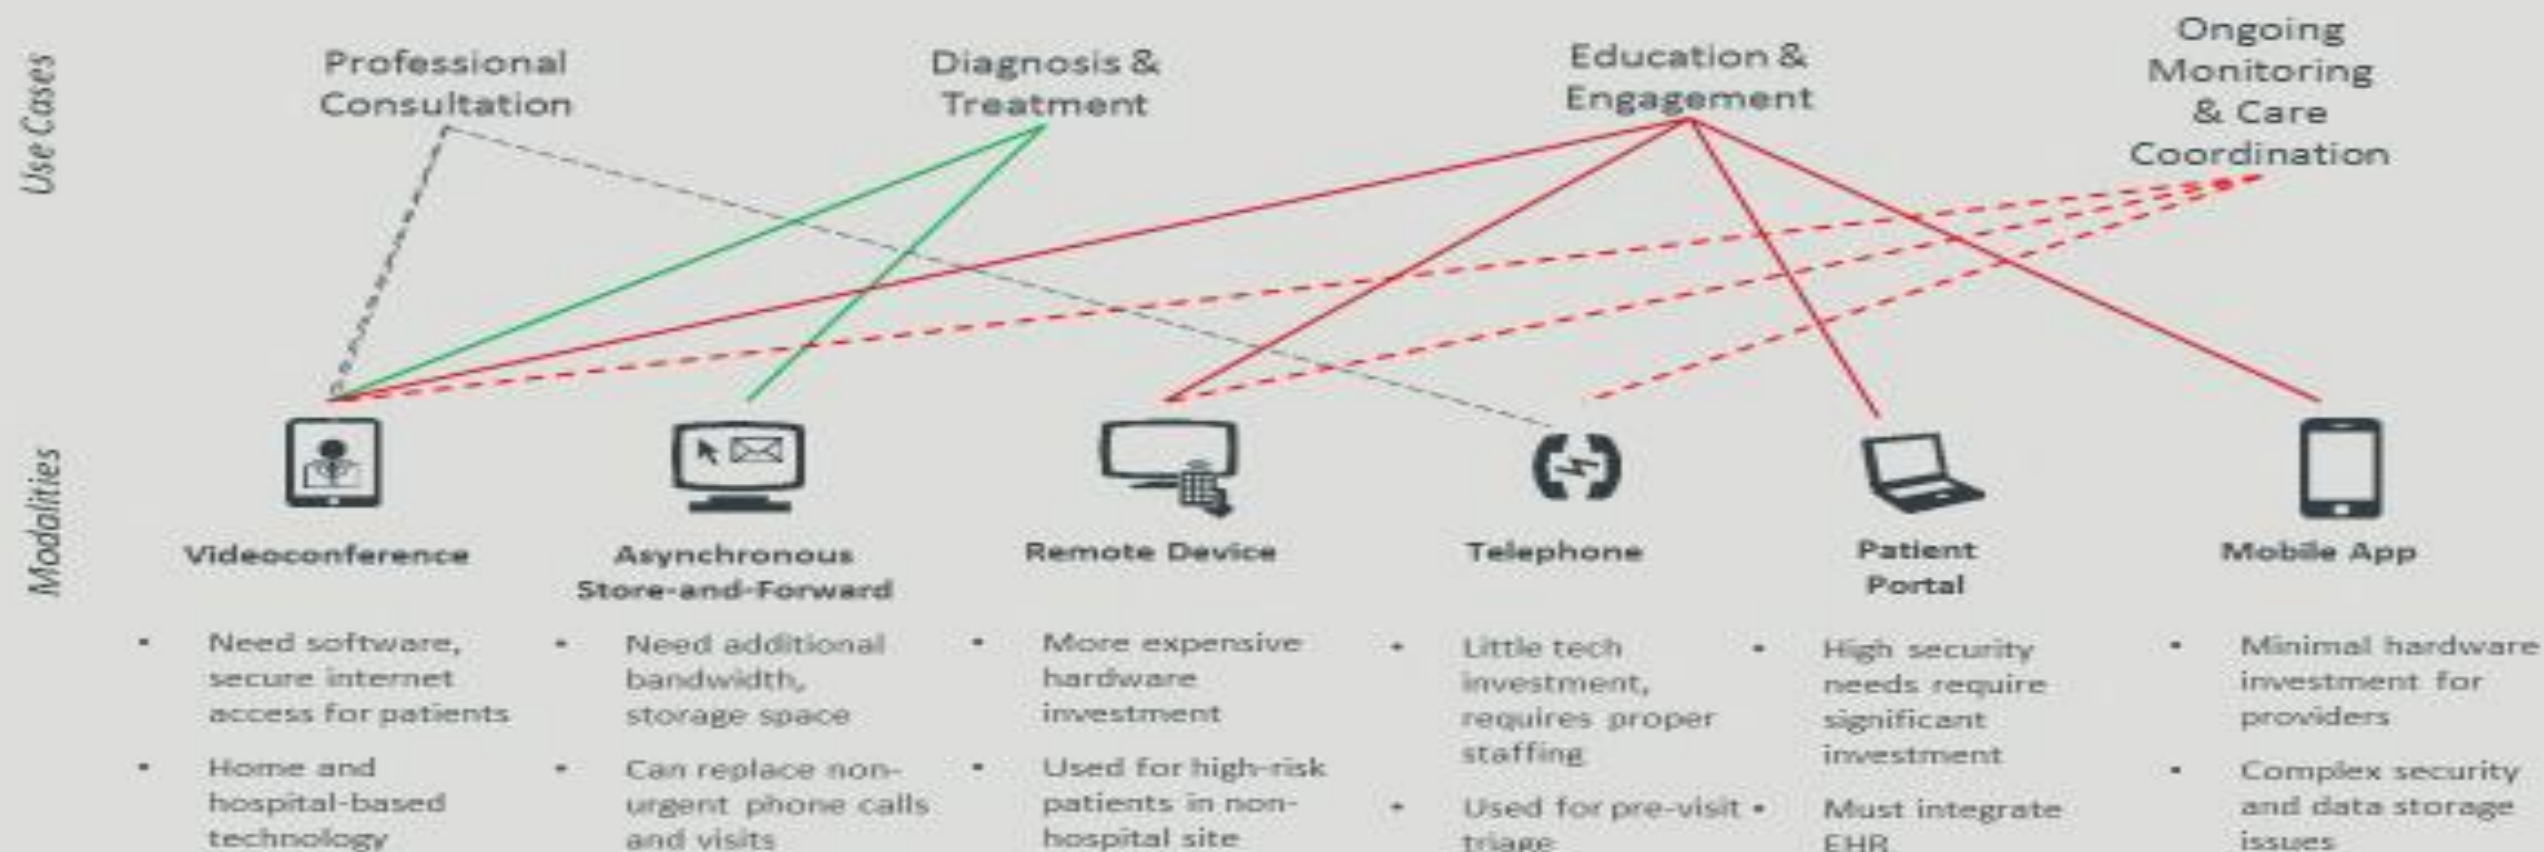 Use Cases
Professional
Consultation
Diagnosis &
Treatment
Education &
Engagement
Ongoing
Monitoring
& Care
Coordination
Modalities
Videoconference
Asynchronous
Store-and-Forward
Remote Device
Telephone
Patient
Portal
Mobile App
• Need software,
secure internet
access for patients
• Home and
hospital-based
technology
• Need additional
bandwidth,
storage space
• Can replace non-
urgent phone calls
and visits
• More expensive
hardware
investment
• Used for high-risk
patients in non-
hospital site
• Little tech
investment,
requires proper
staffing
• Used for pre-visit
triage
• High security
needs require
significant
investment
• Must integrate
EHR
• Minimal hardware
investment for
providers
• Complex security
and data storage
issues